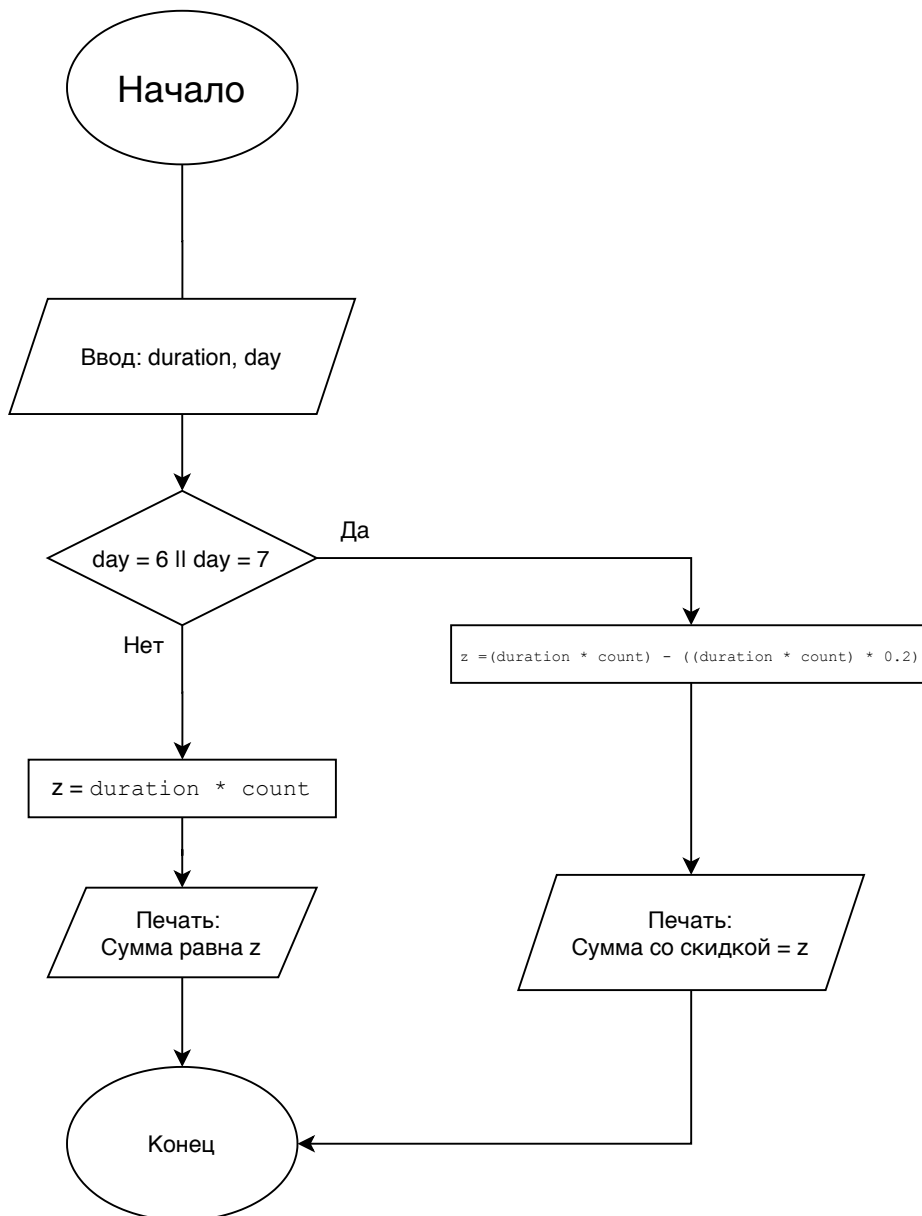 Начало
Ввод: duration, day
day = 6 || day = 7
Да
Нет
z =(duration * count) - ((duration * count) * 0.2)
z = duration * count
Печать:
Сумма равна z
Печать:
Сумма со скидкой = z
Конец